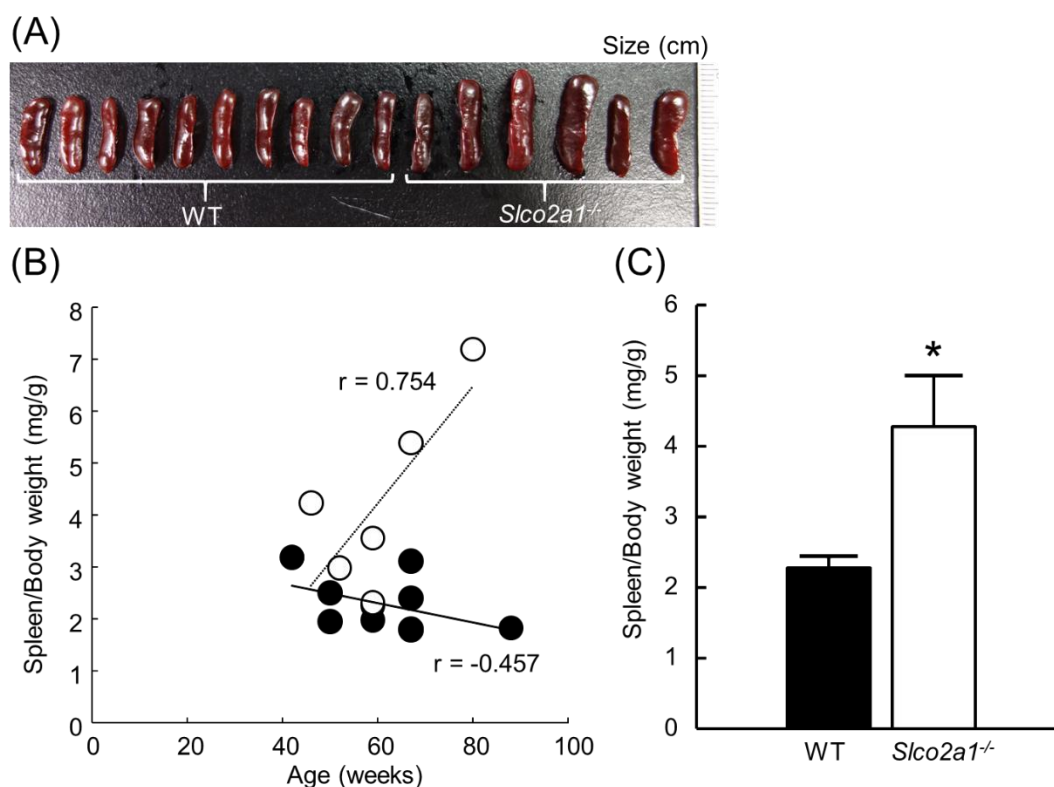 (A)
Size (cm)
WT
Slco2a1-/-
(B)
Spleen/Body weight (mg/g)
8
7
6
5
4
3
2
1
0
r = 0.754
r = -0.457
0 20 40 60 80 100
Age (weeks)
(C)
Spleen/Body weight (mg/g)
6
5
4
3
2
1
0
*
WT Slco2a1-/-